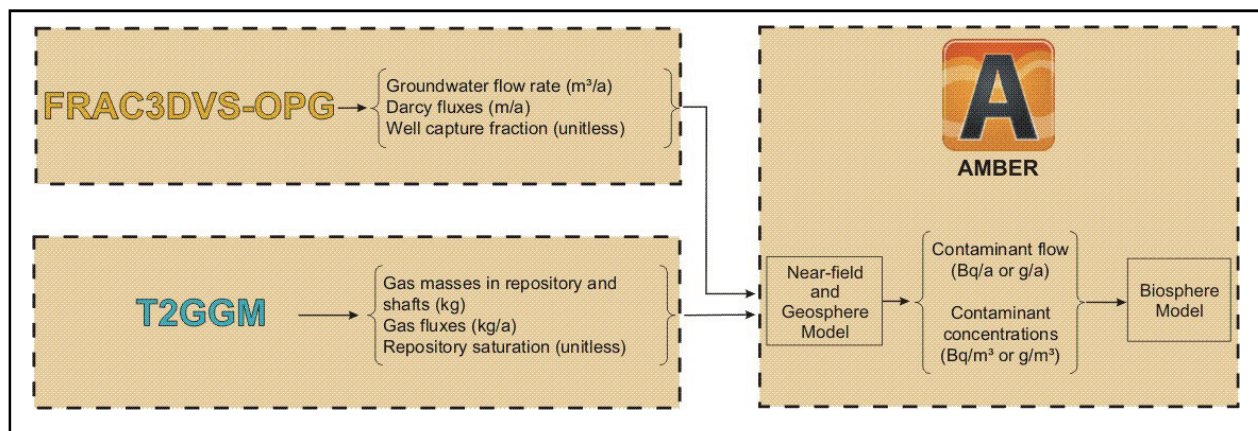 FRAC3DVS-OPG
Groundwater flow rate (m³/a)
Darcy fluxes (m/a)
Well capture fraction (unitless)
T2GGM
Gas masses in repository and
shafts (kg)
Gas fluxes (kg/a)
Repository saturation (unitless)
A
AMBER
Near-field
and
Geosphere
Model
Contaminant flow
(Bq/a or g/a)
Contaminant
concentrations
(Bq/m³ or g/m³)
Biosphere
Model